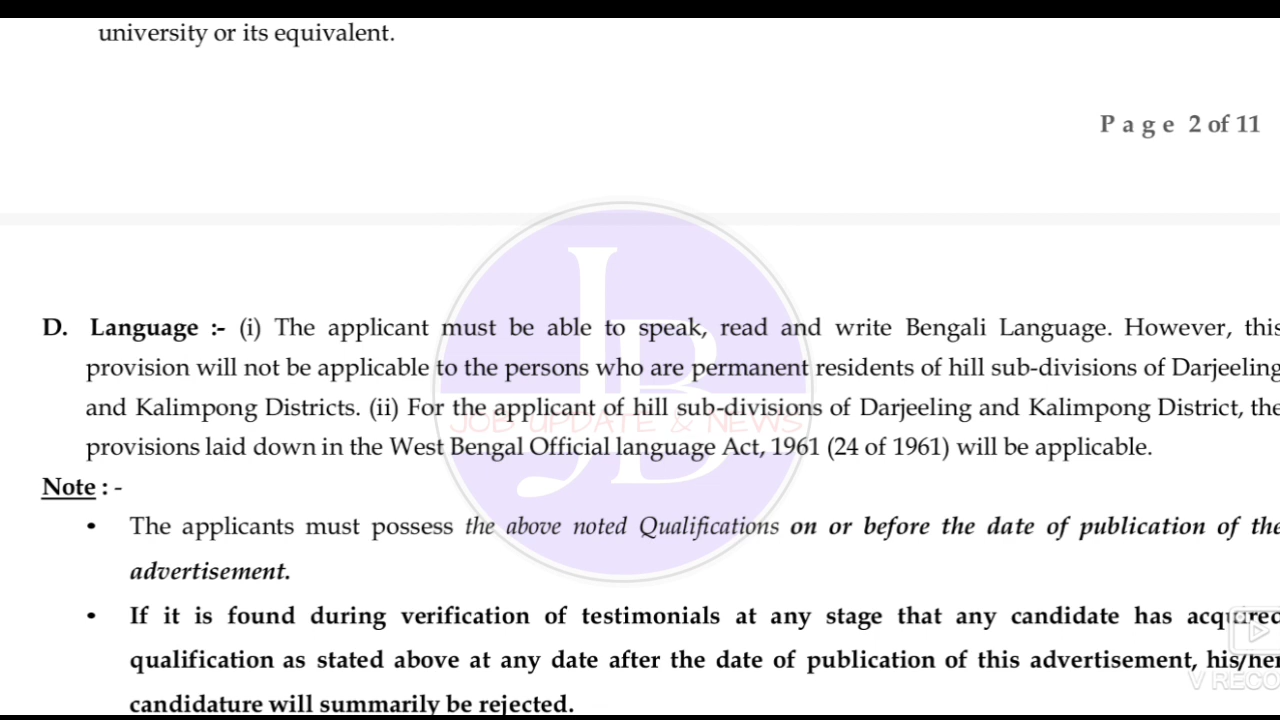 university or its equivalent.
Page 2 of 11
D. Language :- (i) The applicant must be able to speak, read and write Bengali Language. However, this
provision will not be applicable to the persons who are permanent residents of hill sub-divisions of Darjeeling
and Kalimpong Districts. (ii) For the applicant of hill sub-divisions of Darjeeling and Kalimpong District, the
JOB UPDATE & NEWS
provisions laid down in the West Bengal Official language Act, 1961 (24 of 1961) will be applicable.
Note : -
• The applicants must possess the above noted Qualifications on or before the date of publication of the
advertisement.
• If it is found during verification of testimonials at any stage that any candidate has acquired
qualification as stated above at any date after the date of publication of this advertisement, his/her
V RECO
candidature will summarily be rejected.
JB